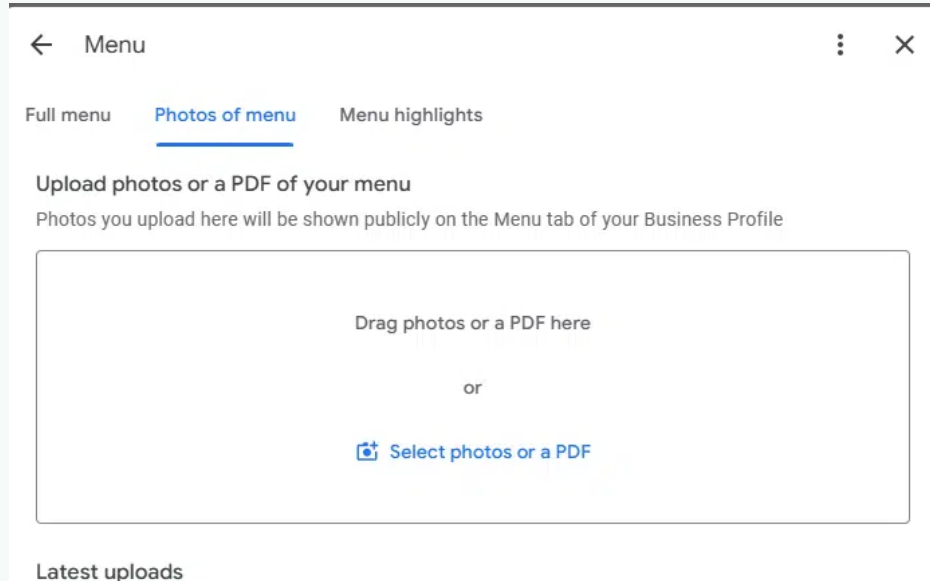 Menu
Full menu Photos of menu Menu highlights
Upload photos or a PDF of your menu
Photos you upload here will be shown publicly on the Menu tab of your Business Profile
Drag photos or a PDF here
or
Select photos or a PDF
Latest uploads